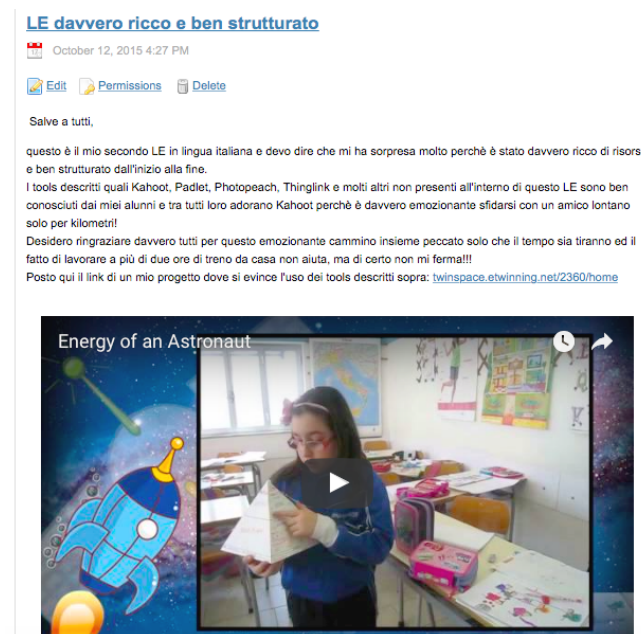 LE davvero ricco e ben strutturato
October 12, 2015 4:27 PM
Edit Permissions Delete
Salve a tutti,
questo è il mio secondo LE in lingua italiana e devo dire che mi ha sorpresa molto perchè è stato davvero ricco di risors
e ben strutturato dall'inizio alla fine.
I tools descritti quali Kahoot, Padlet, Photopeach, Thinglink e molti altri non presenti all'interno di questo LE sono ben
conosciuti dai miei alunni e tra tutti loro adorano Kahoot perchè è davvero emozionante sfidarsi con un amico lontano
solo per kilometri!
Desidero ringraziare davvero tutti per questo emozionante cammino insieme peccato solo che il tempo sia tiranno ed il
fatto di lavorare a più di due ore di treno da casa non aiuta, ma di certo non mi ferma!!!
Posto qui il link di un mio progetto dove si evince l'uso dei tools descritti sopra: twinspace.etwinning.net/2360/home
Energy of an Astronaut